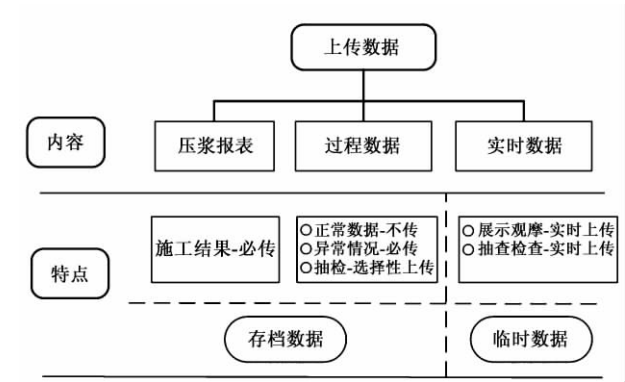 上传数据
内容
压浆报表
过程数据
实时数据
特点
施工结果-必传
○正常数据-不传
○异常情况-必传
○抽检-选择性上传
○展示观摩-实时上传
○抽查检查-实时上传
存档数据
临时数据